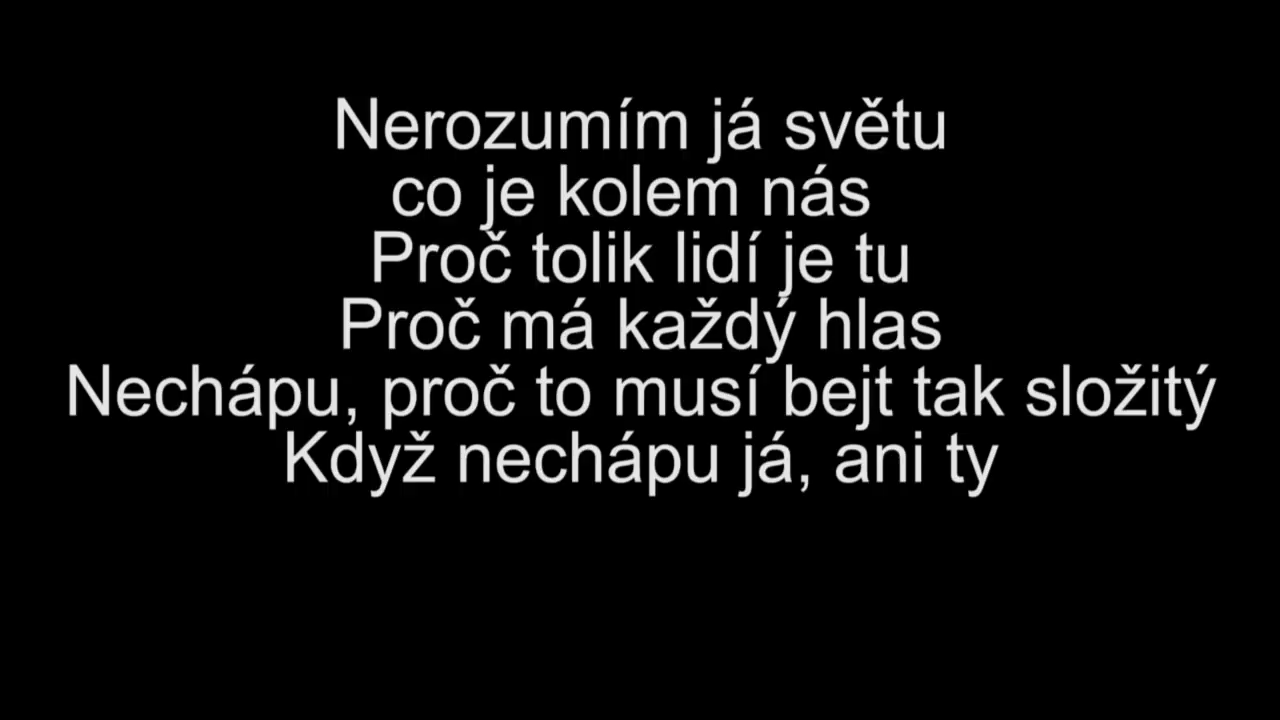 Nerozumím já světu
co je kolem nás
Proč tolik lidí je tu
Proč má každý hlas
Nechápu, proč to musí bejt tak složitý
Když nechápu já, ani ty